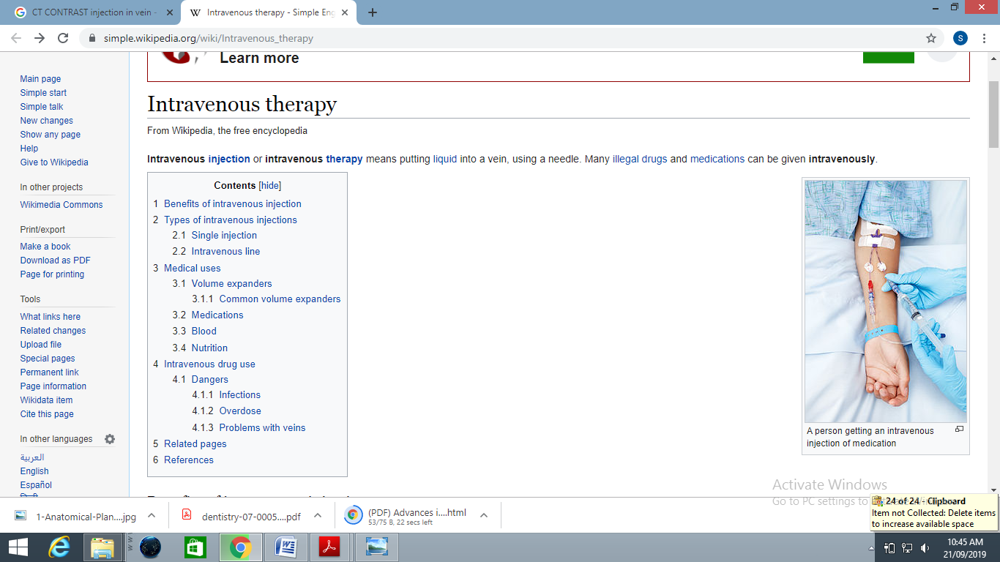 CT CONTRAST injection in vein -
Intravenous therapy - Simple Eng
simple.wikipedia.org/wiki/Intravenous_therapy
S
Learn more
Main page
Simple start
Simple talk
New changes
Show any page
Help
Give to Wikipedia
In other projects
Wikimedia Commons
Print/export
Make a book
Download as PDF
Page for printing
Tools
What links here
Related changes
Upload file
Special pages
Permanent link
Page information
Wikidata item
Cite this page
In other languages
العربية
English
Español
Intravenous therapy
From Wikipedia, the free encyclopedia
Intravenous injection or intravenous therapy means putting liquid into a vein, using a needle. Many illegal drugs and medications can be given intravenously.
Contents [hide]
1 Benefits of intravenous injection
2 Types of intravenous injections
2.1 Single injection
2.2 Intravenous line
3 Medical uses
3.1 Volume expanders
3.1.1 Common volume expanders
3.2 Medications
3.3 Blood
3.4 Nutrition
4 Intravenous drug use
4.1 Dangers
4.1.1 Infections
4.1.2 Overdose
4.1.3 Problems with veins
5 Related pages
6 References
A person getting an intravenous
injection of medication
Activate Windows
Go to PC settings to
24 of 24 - Clipboard
Item not Collected: Delete items
to increase available space
1-Anatomical-Plan....jpg
dentistry-07-0005....pdf
(PDF) Advances i....html
53/75 B, 22 secs left
10:45 AM
21/09/2019